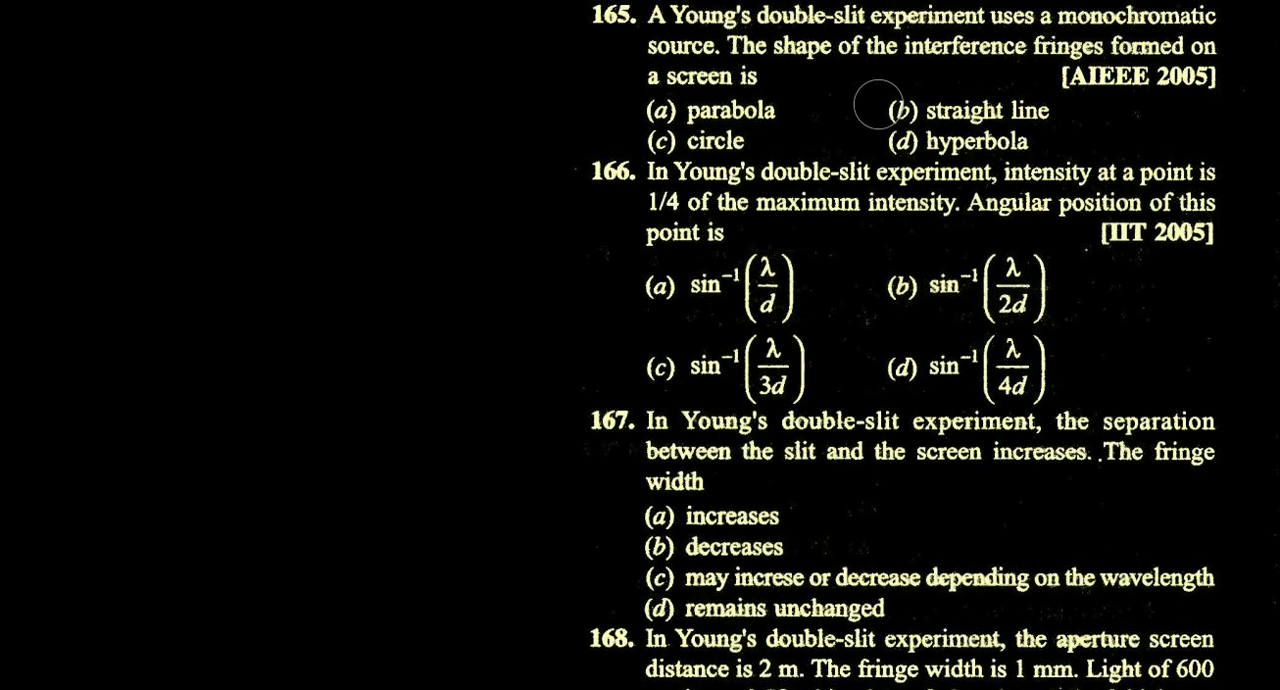 165. A Young's double-slit experiment uses a monochromatic
source. The shape of the interference fringes formed on
a screen is [AIEEE 2005]
(a) parabola (b) straight line
(c) circle (d) hyperbola
166. In Young's double-slit experiment, intensity at a point is
1/4 of the maximum intensity. Angular position of this
point is [IIT 2005]
(a) sin⁻¹(λ/d) (b) sin⁻¹(λ/2d)
(c) sin⁻¹(λ/3d) (d) sin⁻¹(λ/4d)
167. In Young's double-slit experiment, the separation
between the slit and the screen increases. .The fringe
width
(a) increases
(b) decreases
(c) may increse or decrease depending on the wavelength
(d) remains unchanged
168. In Young's double-slit experiment, the aperture screen
distance is 2 m. The fringe width is 1 mm. Light of 600